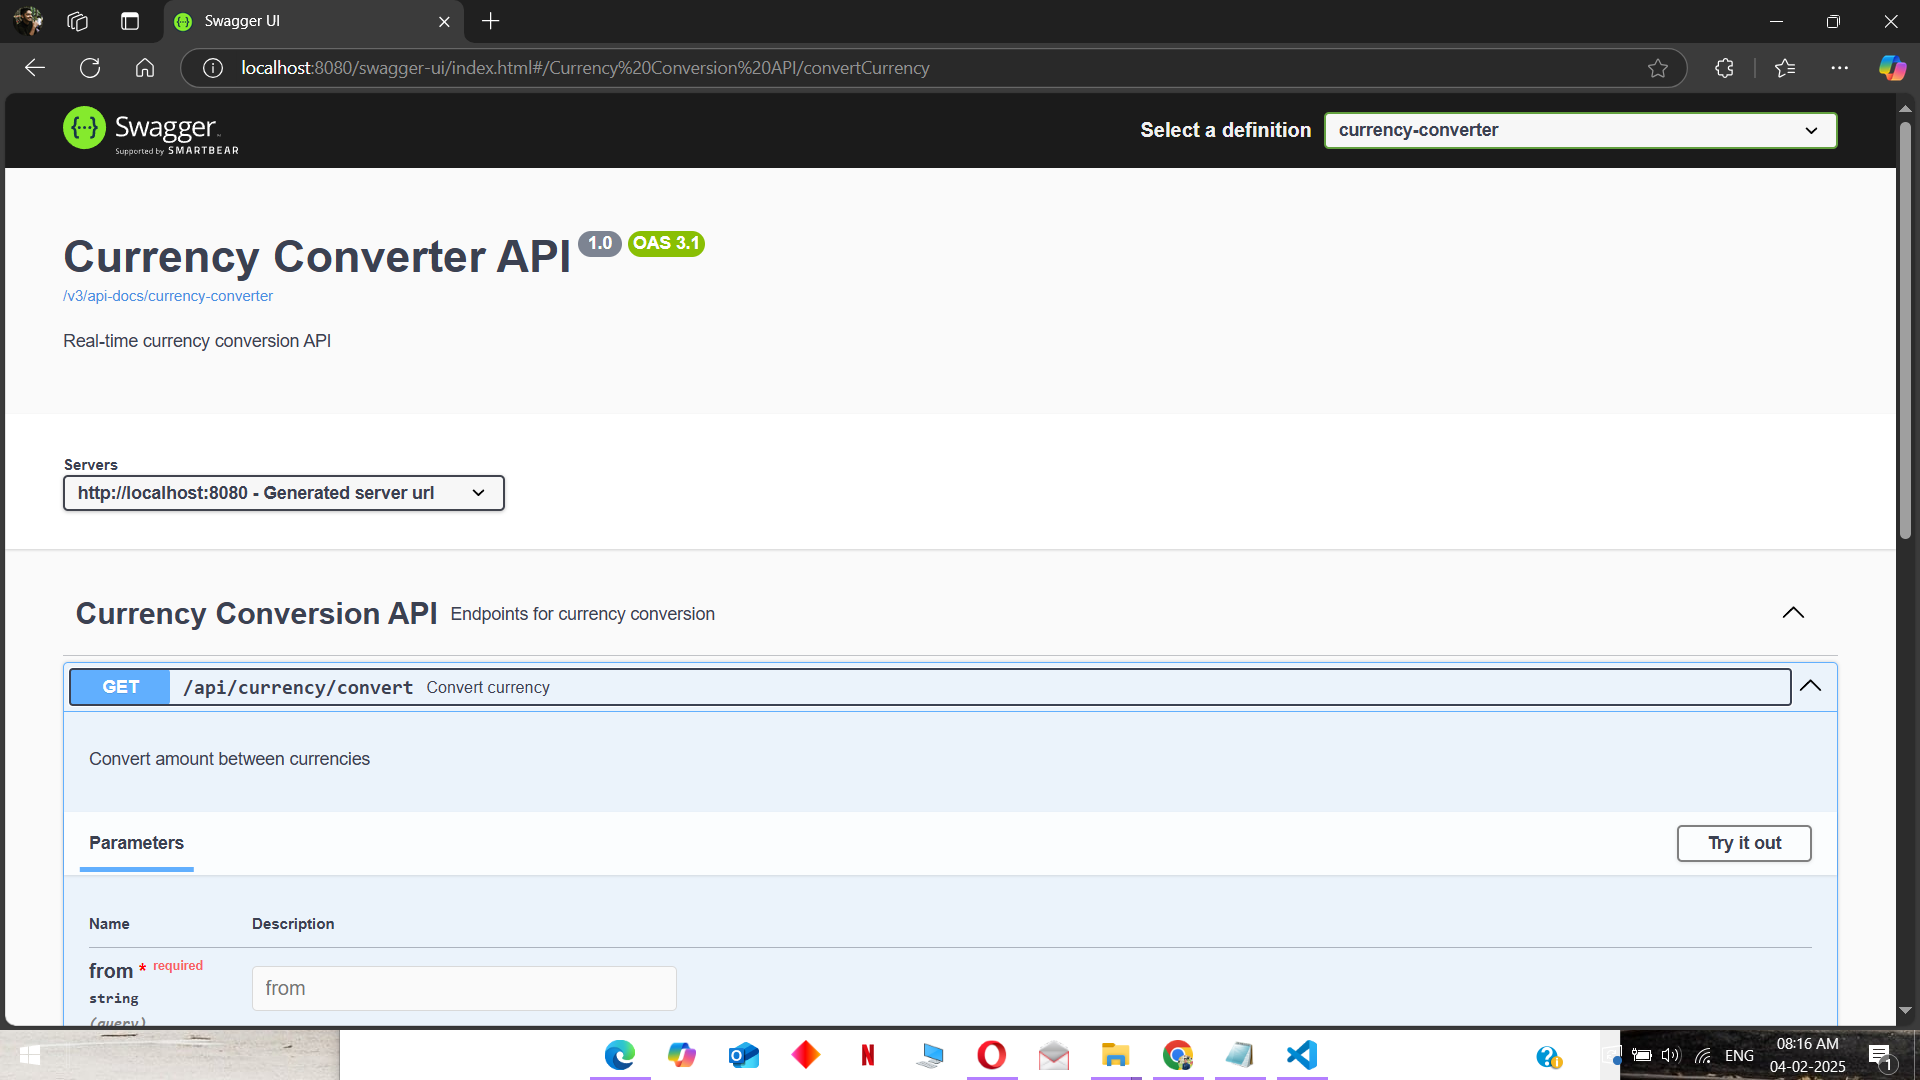 Swagger UI
localhost:8080/swagger-ui/index.html#/Currency%20Conversion%20API/convertCurrency
Swagger
Supported by SMARTBEAR
Select a definition
currency-converter
Currency Converter API 1.0 OAS 3.1
/v3/api-docs/currency-converter
Real-time currency conversion API
Servers
http://localhost:8080 - Generated server url
Currency Conversion API Endpoints for currency conversion
GET /api/currency/convert Convert currency
Convert amount between currencies
Parameters
Try it out
Name Description
from * required
from
string
(query)
ENG
08:16 AM
04-02-2025
1